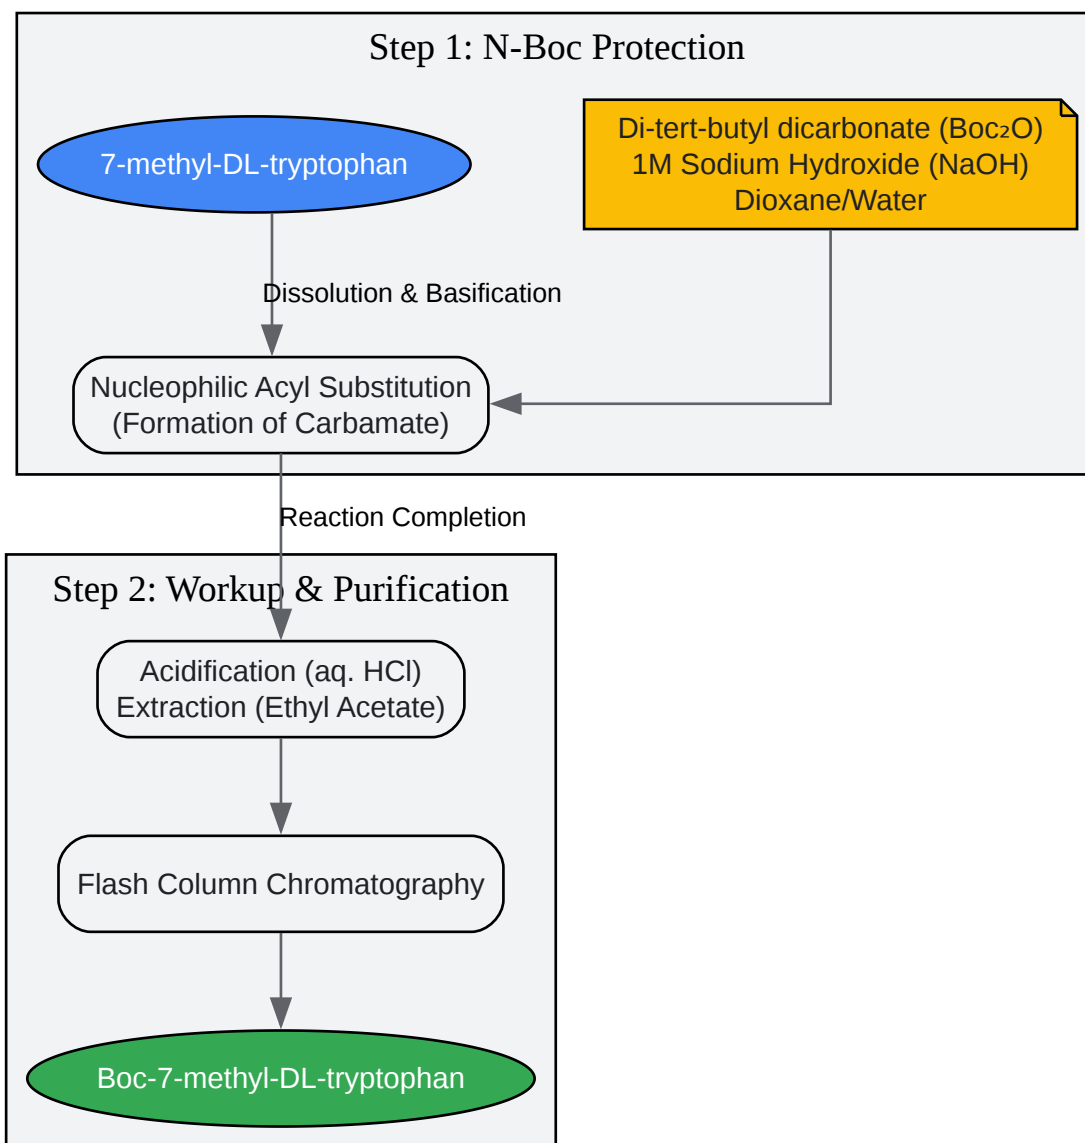 Step 1: N-Boc Protection
7-methyl-DL-tryptophan
Di-tert-butyl dicarbonate (Boc₂O)
1M Sodium Hydroxide (NaOH)
Dioxane/Water
Dissolution & Basification
Nucleophilic Acyl Substitution
(Formation of Carbamate)
Reaction Completion
Step 2: Workup & Purification
Acidification (aq. HCl)
Extraction (Ethyl Acetate)
Flash Column Chromatography
Boc-7-methyl-DL-tryptophan